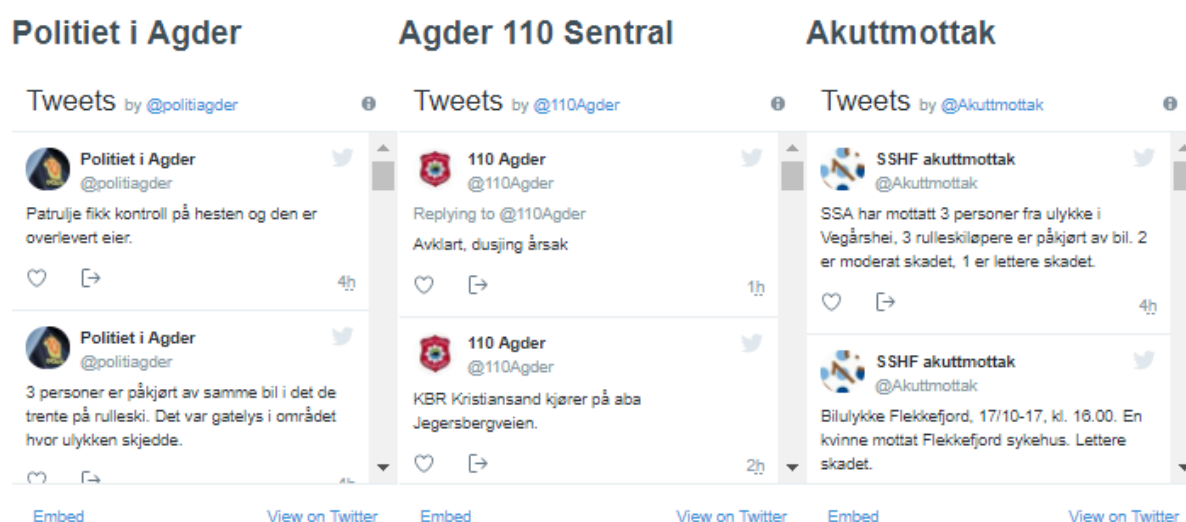 Politiet i Agder
Tweets by @politiagder
Politiet i Agder
@politiagder
Patrulje fikk kontroll på hesten og den er
overlevert eier.
4h
Politiet i Agder
@politiagder
3 personer er påkjørt av samme bil i det de
trente på rulleski. Det var gatelys i området
hvor ulykken skjedde.
Embed
View on Twitter
Agder 110 Sentral
Tweets by @110Agder
110 Agder
@110Agder
Replying to @110Agder
Avklart, dusjing årsak
1h
110 Agder
@110Agder
KBR Kristiansand kjører på aba
Jegersbergveien.
2h
Embed
View on Twitter
Akuttmottak
Tweets by @Akuttmottak
SSHF akuttmottak
@Akuttmottak
SSA har mottatt 3 personer fra ulykke i
Vegårshei, 3 rulleskiløpere er påkjørt av bil. 2
er moderat skadet, 1 er lettere skadet.
4h
SSHF akuttmottak
@Akuttmottak
Bilulykke Flekkefjord, 17/10-17, kl. 16.00. En
kvinne mottat Flekkefjord sykehus. Lettere
skadet.
Embed
View on Twitter